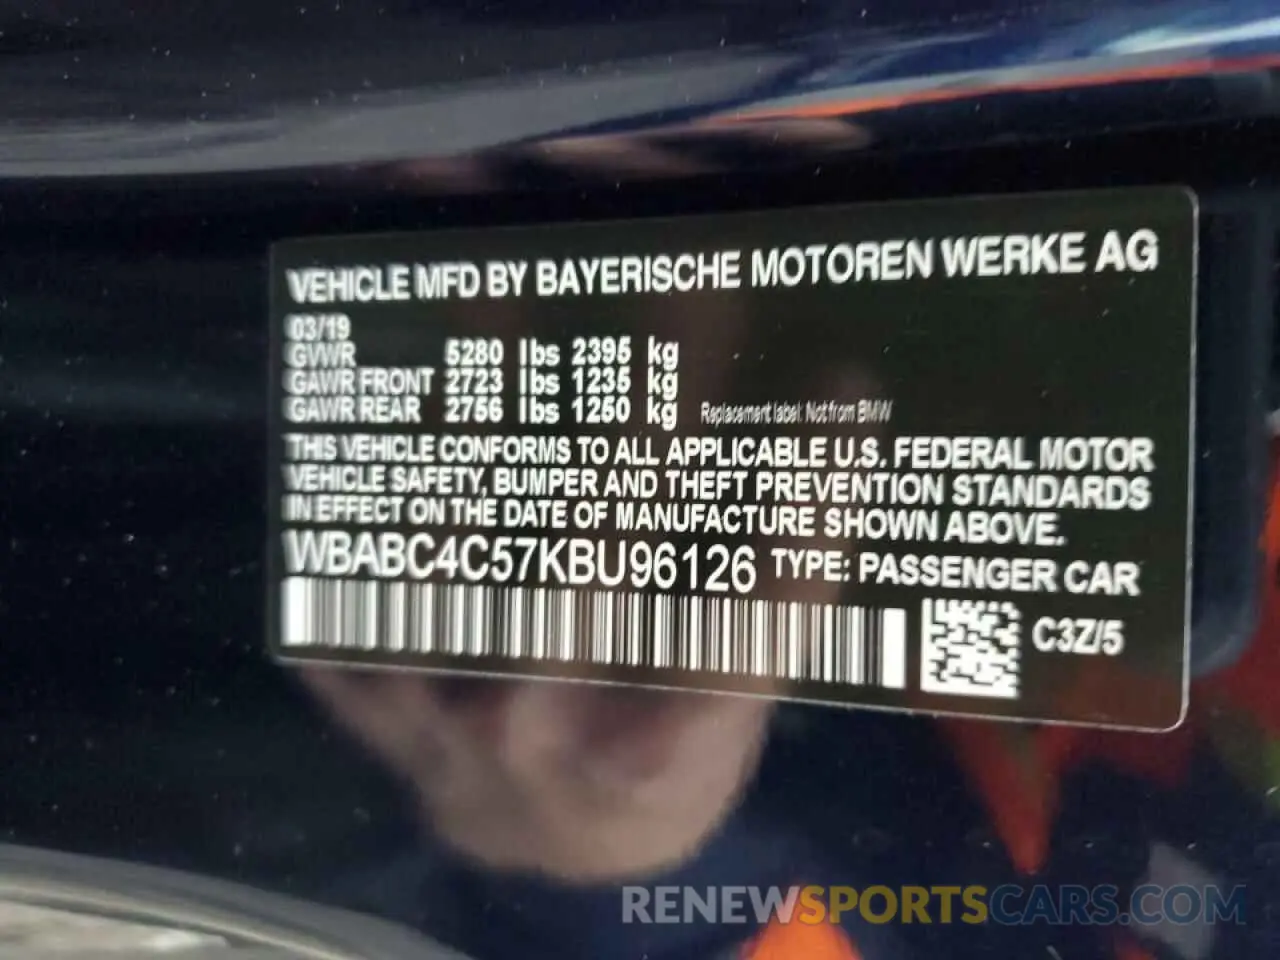 VEHICLE MFD BY BAYERISCHE MOTOREN WERKE AG
03/19
GVWR 5280 lbs 2395 kg
GAWR FRONT 2723 lbs 1235 kg
GAWR REAR 2756 lbs 1250 kg Replacement label: Not from BMW
THIS VEHICLE CONFORMS TO ALL APPLICABLE U.S. FEDERAL MOTOR
VEHICLE SAFETY, BUMPER AND THEFT PREVENTION STANDARDS
IN EFFECT ON THE DATE OF MANUFACTURE SHOWN ABOVE.
WBABC4C57KBU96126 TYPE: PASSENGER CAR
C3Z/5
RENEWSPORTSCARS.COM